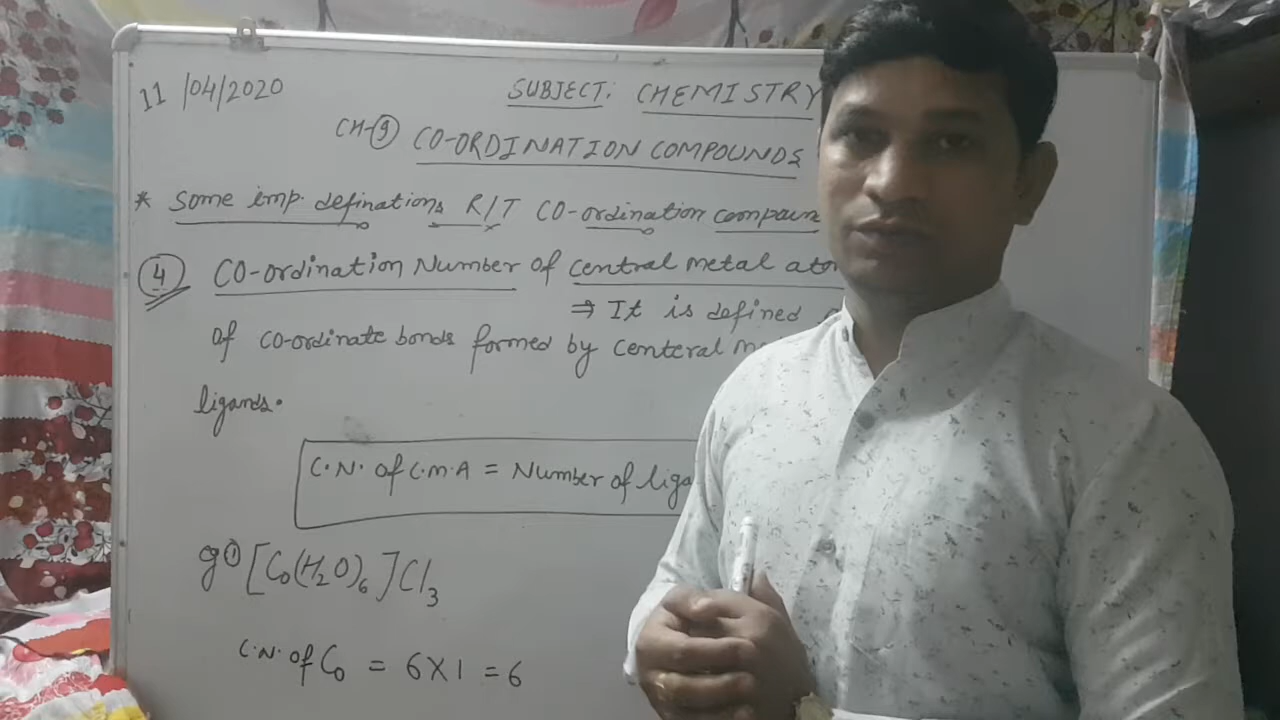 11/04/2020
SUBJECT: CHEMISTRY
CH-9 CO-ORDINATION COMPOUNDS
* Some imp. definations R/T CO-ordination
④ CO-ordination Number of central metal
⇒ It is defined
of co-ordinate bonds formed by centeral
ligands.
C.N. of C.M.A = Number of
eg ① [Co(H2O)6]Cl3
C.N. of Co = 6X1 = 6